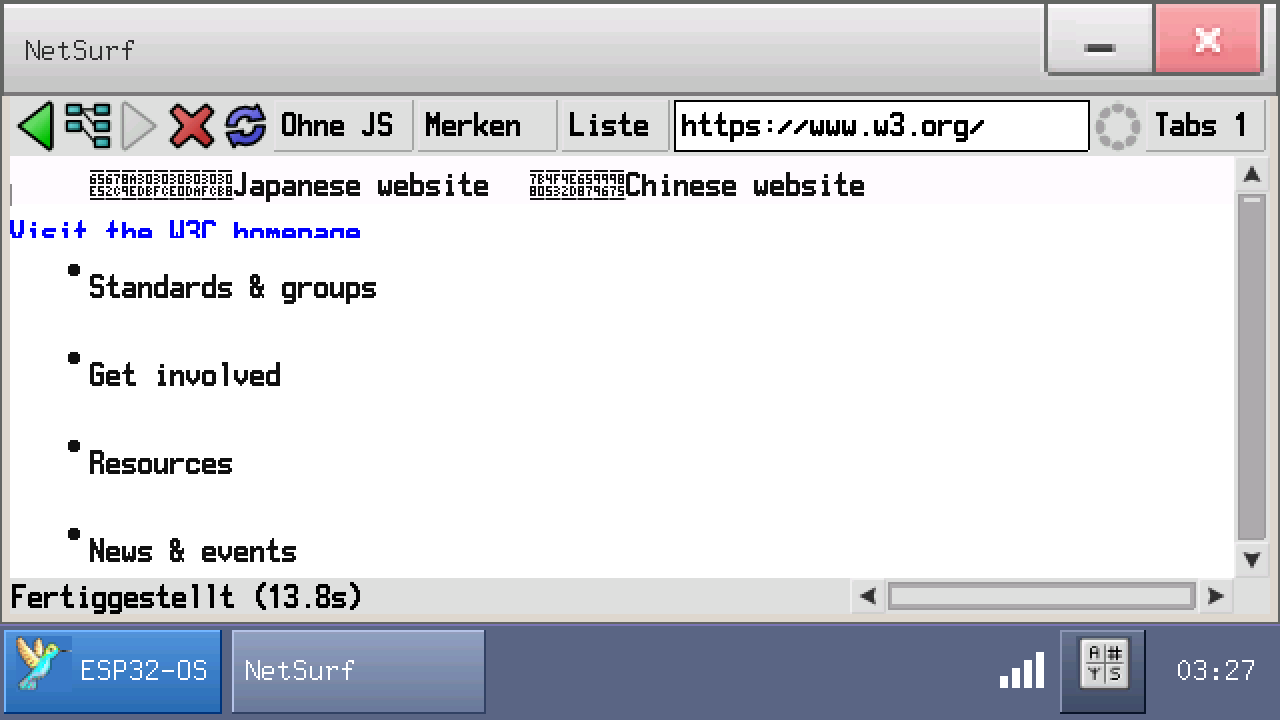 NetSurf
Ohne JS Merken Liste https://www.w3.org/ Tabs 1
Japanese website Chinese website
Visit the W3C homepage
Standards & groups
Get involved
Resources
News & events
Fertiggestellt (13.8s)
ESP32-OS NetSurf A # Y S 03:27